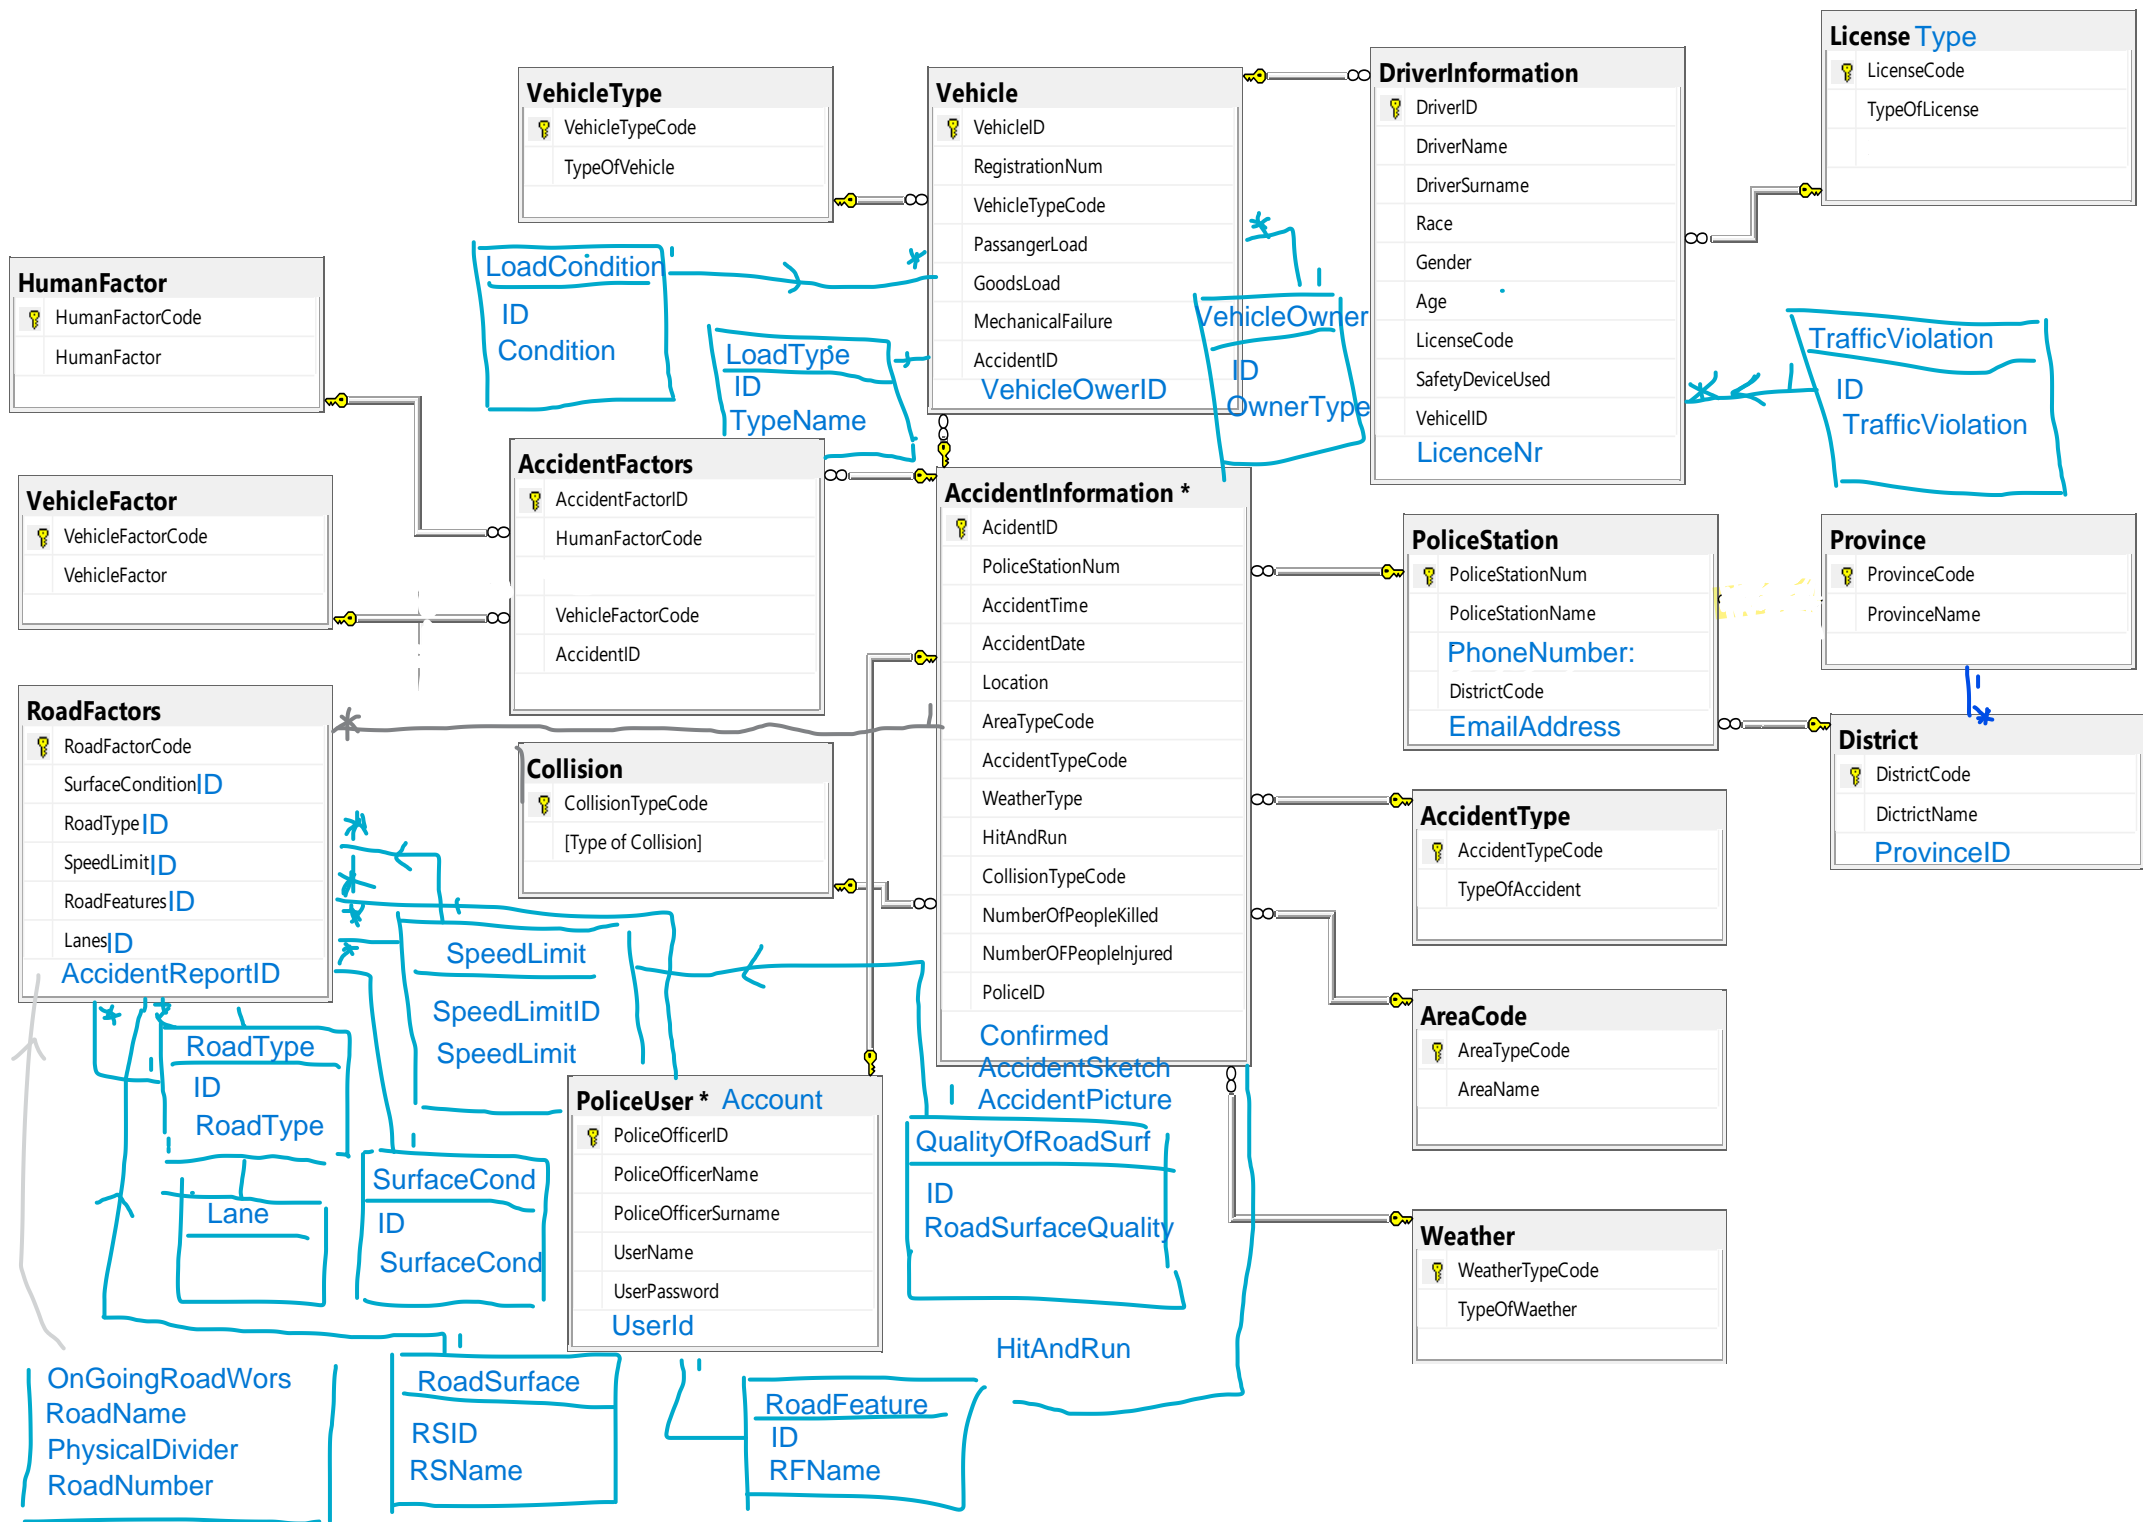 License Type
LicenseCode
TypeOfLicense
DriverInformation
DriverID
DriverName
DriverSurname
Race
Gender
Age
LicenseCode
SafetyDeviceUsed
VehicelID
LicenceNr
Vehicle
VehicleID
RegistrationNum
VehicleTypeCode
PassangerLoad
GoodsLoad
MechanicalFailure
AccidentID
VehicleOwerID
VehicleType
VehicleTypeCode
TypeOfVehicle
HumanFactor
HumanFactorCode
HumanFactor
LoadCondition
ID
Condition
LoadType
ID
TypeName
VehicleOwner
ID
OwnerType
TrafficViolation
ID
TrafficViolation
VehicleFactor
VehicleFactorCode
VehicleFactor
AccidentFactors
AccidentFactorID
HumanFactorCode
VehicleFactorCode
AccidentID
AccidentInformation *
AcidentID
PoliceStationNum
AccidentTime
AccidentDate
Location
AreaTypeCode
AccidentTypeCode
WeatherType
HitAndRun
CollisionTypeCode
NumberOfPeopleKilled
NumberOFPeopleInjured
PoliceID
Confirmed
AccidentSketch
AccidentPicture
PoliceStation
PoliceStationNum
PoliceStationName
PhoneNumber:
DistrictCode
EmailAddress
Province
ProvinceCode
ProvinceName
District
DistrictCode
DictrictName
ProvinceID
RoadFactors
RoadFactorCode
SurfaceConditionID
RoadTypeID
SpeedLimitID
RoadFeaturesID
LanesID
AccidentReportID
Collision
CollisionTypeCode
[Type of Collision]
AccidentType
AccidentTypeCode
TypeOfAccident
SpeedLimit
SpeedLimitID
SpeedLimit
AreaCode
AreaTypeCode
AreaName
RoadType
ID
RoadType
PoliceUser * Account
PoliceOfficerID
PoliceOfficerName
PoliceOfficerSurname
UserName
UserPassword
UserId
QualityOfRoadSurf
ID
RoadSurfaceQuality
Lane
SurfaceCond
ID
SurfaceCond
Weather
WeatherTypeCode
TypeOfWaether
HitAndRun
OnGoingRoadWors
RoadName
PhysicalDivider
RoadNumber
RoadSurface
RSID
RSName
RoadFeature
ID
RFName